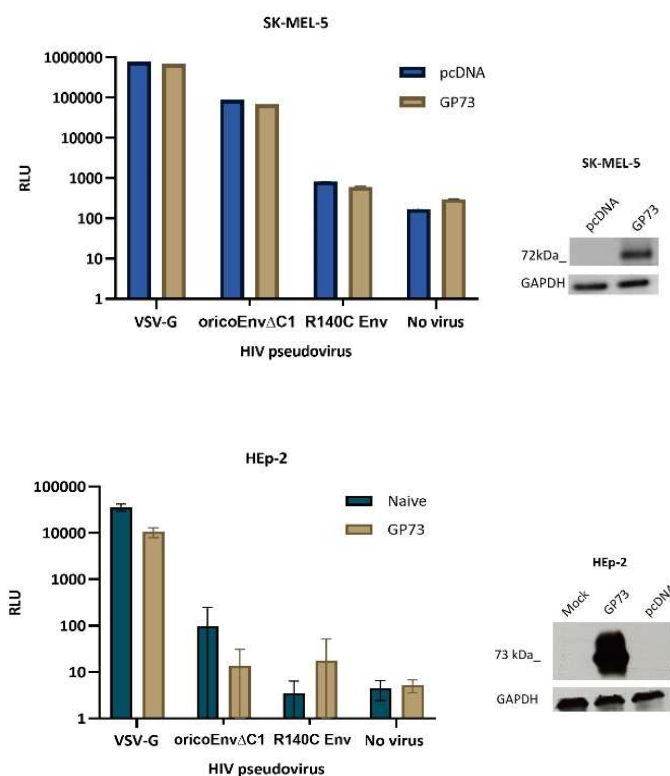 SK-MEL-5
1000000
100000
10000
1000
100
10
1
RLU
pcDNA
GP73
VSV-G
oricoEnvΔC1
R140C Env
No virus
HIV pseudovirus
SK-MEL-5
pcDNA
GP73
72kDa_
GAPDH
HEp-2
100000
10000
1000
100
10
1
RLU
Naive
GP73
VSV-G
oricoEnvΔC1
R140C Env
No virus
HIV pseudovirus
HEp-2
Mock
GP73
pcDNA
73 kDa_
GAPDH